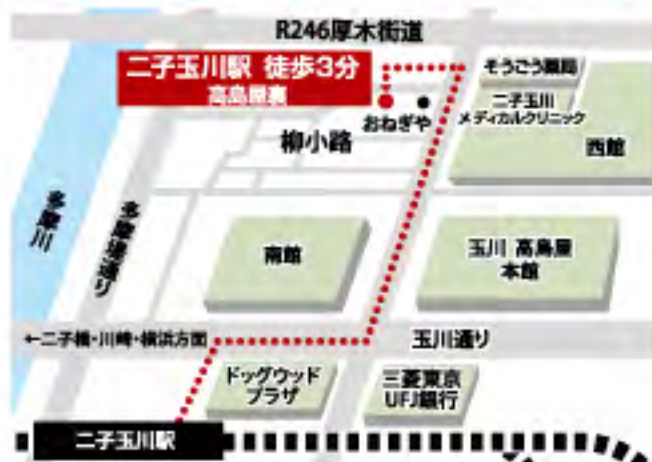 R246厚木街道
二子玉川駅 徒歩3分
高島屋裏
そうごう薬局
二子玉川
メディカルクリニック
おねぎや
柳小路
西館
多摩川
多摩堤通り
南館
玉川 高島屋
本館
←二子橋・川崎・横浜方面
玉川通り
ドッグウッド
プラザ
三菱東京
UFJ銀行
二子玉川駅